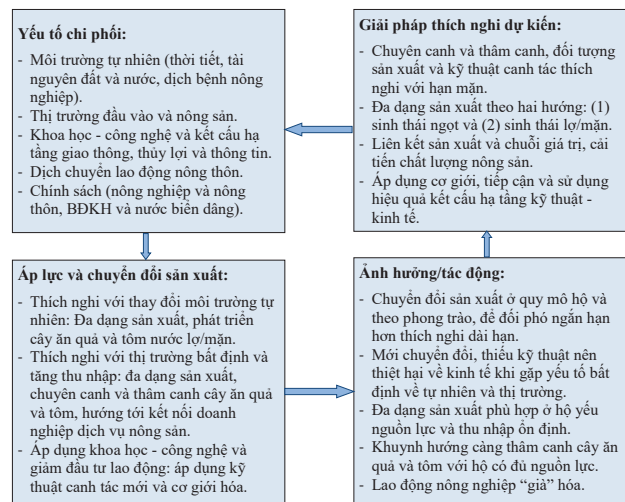 Yếu tố chi phối:
- Môi trường tự nhiên (thời tiết, tài
nguyên đất và nước, dịch bệnh nông
nghiệp).
- Thị trường đầu vào và nông sản.
- Khoa học - công nghệ và kết cấu hạ
tầng giao thông, thủy lợi và thông tin.
- Dịch chuyển lao động nông thôn.
- Chính sách (nông nghiệp và nông
thôn, BĐKH và nước biển dâng).
Giải pháp thích nghi dự kiến:
- Chuyên canh và thâm canh, đối tượng
sản xuất và kỹ thuật canh tác thích
nghi với hạn mặn.
- Đa dạng sản xuất theo hai hướng: (1)
sinh thái ngọt và (2) sinh thái lợ/mặn.
- Liên kết sản xuất và chuỗi giá trị, cải
tiến chất lượng nông sản.
- Áp dụng cơ giới, tiếp cận và sử dụng
hiệu quả kết cấu hạ tầng kỹ thuật -
kinh tế.
Áp lực và chuyển đổi sản xuất:
- Thích nghi với thay đổi môi trường tự
nhiên: Đa dạng sản xuất, phát triển
cây ăn quả và tôm nước lợ/mặn.
- Thích nghi với thị trường bất định và
tăng thu nhập: đa dạng sản xuất,
chuyên canh và thâm canh cây ăn quả
và tôm, hướng tới kết nối doanh
nghiệp dịch vụ nông sản.
- Áp dụng khoa học - công nghệ và
giảm đầu tư lao động: áp dụng kỹ
thuật canh tác mới và cơ giới hóa.
Ảnh hưởng/tác động:
- Chuyển đổi sản xuất ở quy mô hộ và
theo phong trào, để đối phó ngắn hạn
hơn thích nghi dài hạn.
- Mới chuyển đổi, thiếu kỹ thuật nên
thiệt hại về kinh tế khi gặp yếu tố bất
định về tự nhiên và thị trường.
- Đa dạng sản xuất phù hợp ở hộ yếu
nguồn lực và thu nhập ổn định.
- Khuynh hướng càng thâm canh cây ăn
quả và tôm với hộ có đủ nguồn lực.
- Lao động nông nghiệp “già” hóa.